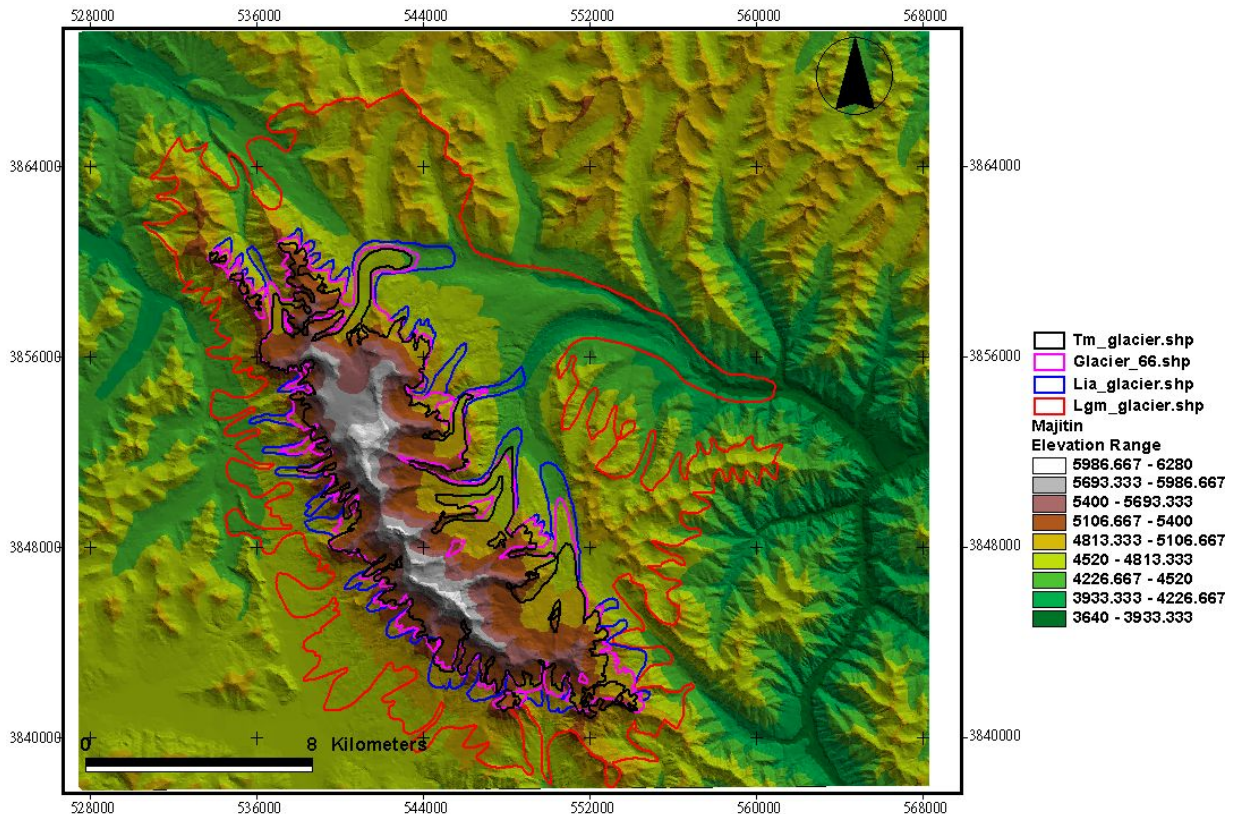 528000 536000 544000 552000 560000 568000
3864000 3864000
3856000 3856000
3848000 3848000
3840000 3840000
0 8 Kilometers
528000 536000 544000 552000 560000 568000
Tm_glacier.shp
Glacier_66.shp
Lia_glacier.shp
Lgm_glacier.shp
Majitin
Elevation Range
5986.667 - 6280
5693.333 - 5986.667
5400 - 5693.333
5106.667 - 5400
4813.333 - 5106.667
4520 - 4813.333
4226.667 - 4520
3933.333 - 4226.667
3640 - 3933.333